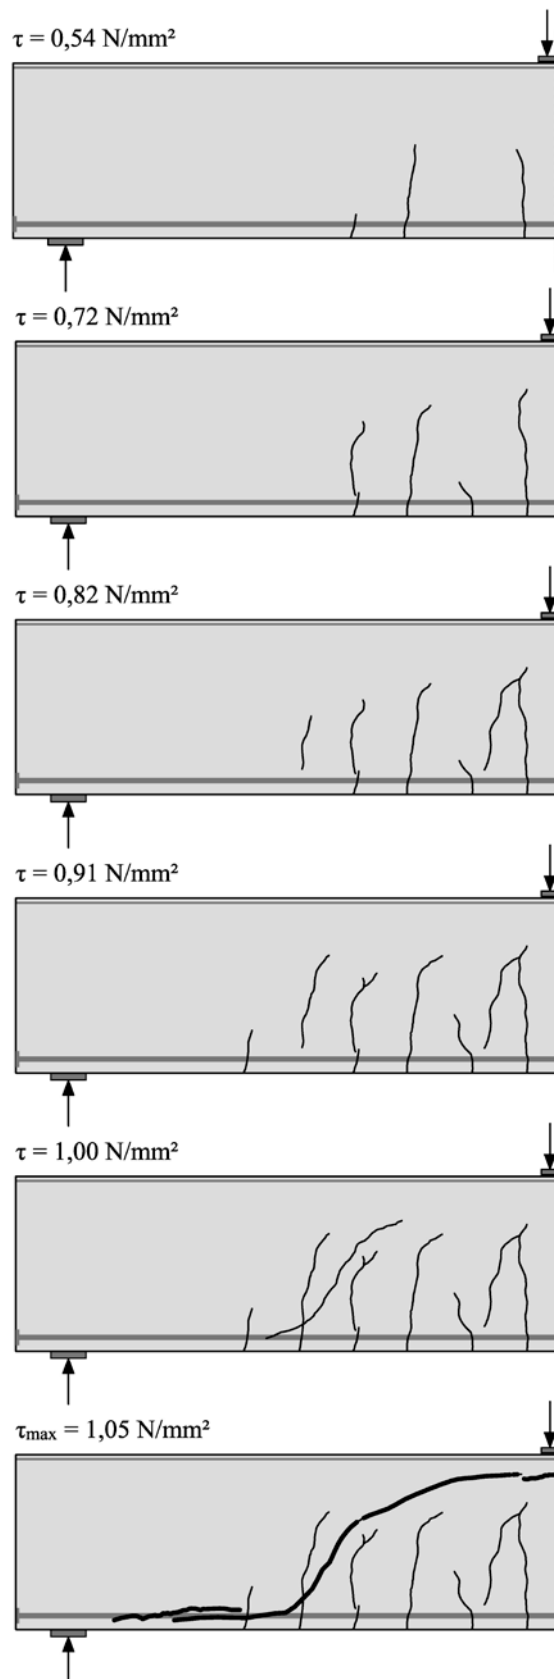 τ = 0,54 N/mm²
τ = 0,72 N/mm²
τ = 0,82 N/mm²
τ = 0,91 N/mm²
τ = 1,00 N/mm²
τmax = 1,05 N/mm²